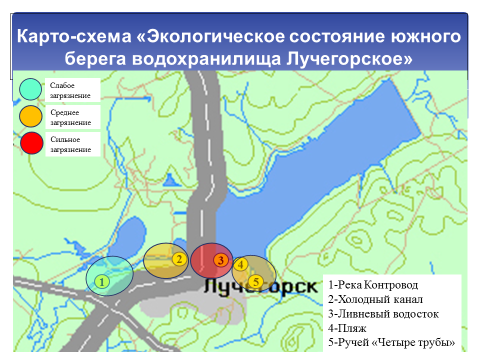 Карто-схема «Экологическое состояние южного
берега водохранилища Лучегорское»
Слабое
загрязнение
Среднее
загрязнение
Сильное
загрязнение
1
2
3
4
5
Лучегорск
1-Река Контровод
2-Холодный канал
3-Ливневый водосток
4-Пляж
5-Ручей «Четыре трубы»